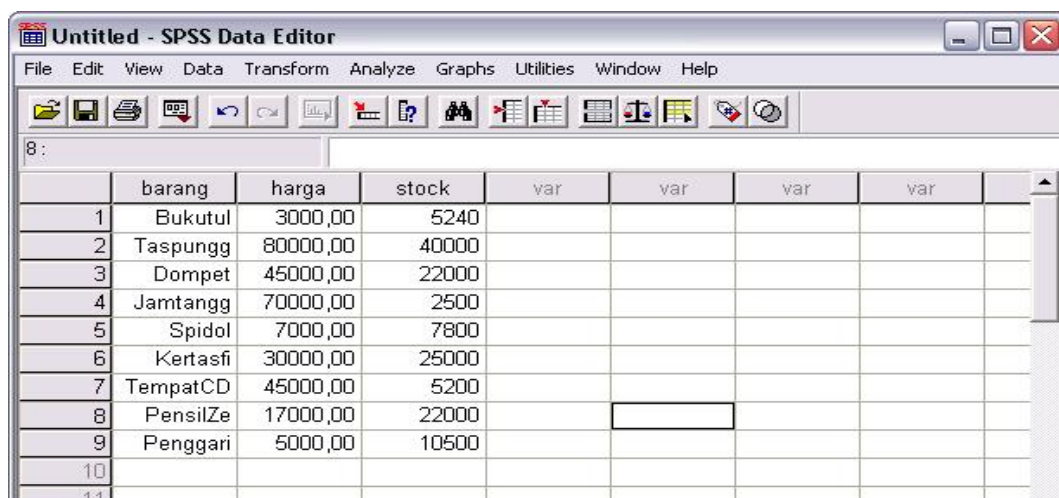 Untitled - SPSS Data Editor
File Edit View Data Transform Analyze Graphs Utilities Window Help
8 :
barang harga stock var var var var
1 Bukutul 3000,00 5240
2 Taspungg 80000,00 40000
3 Dompet 45000,00 22000
4 Jamtangg 70000,00 2500
5 Spidol 7000,00 7800
6 Kertasfi 30000,00 25000
7 TempatCD 45000,00 5200
8 PensilZe 17000,00 22000
9 Penggari 5000,00 10500
10